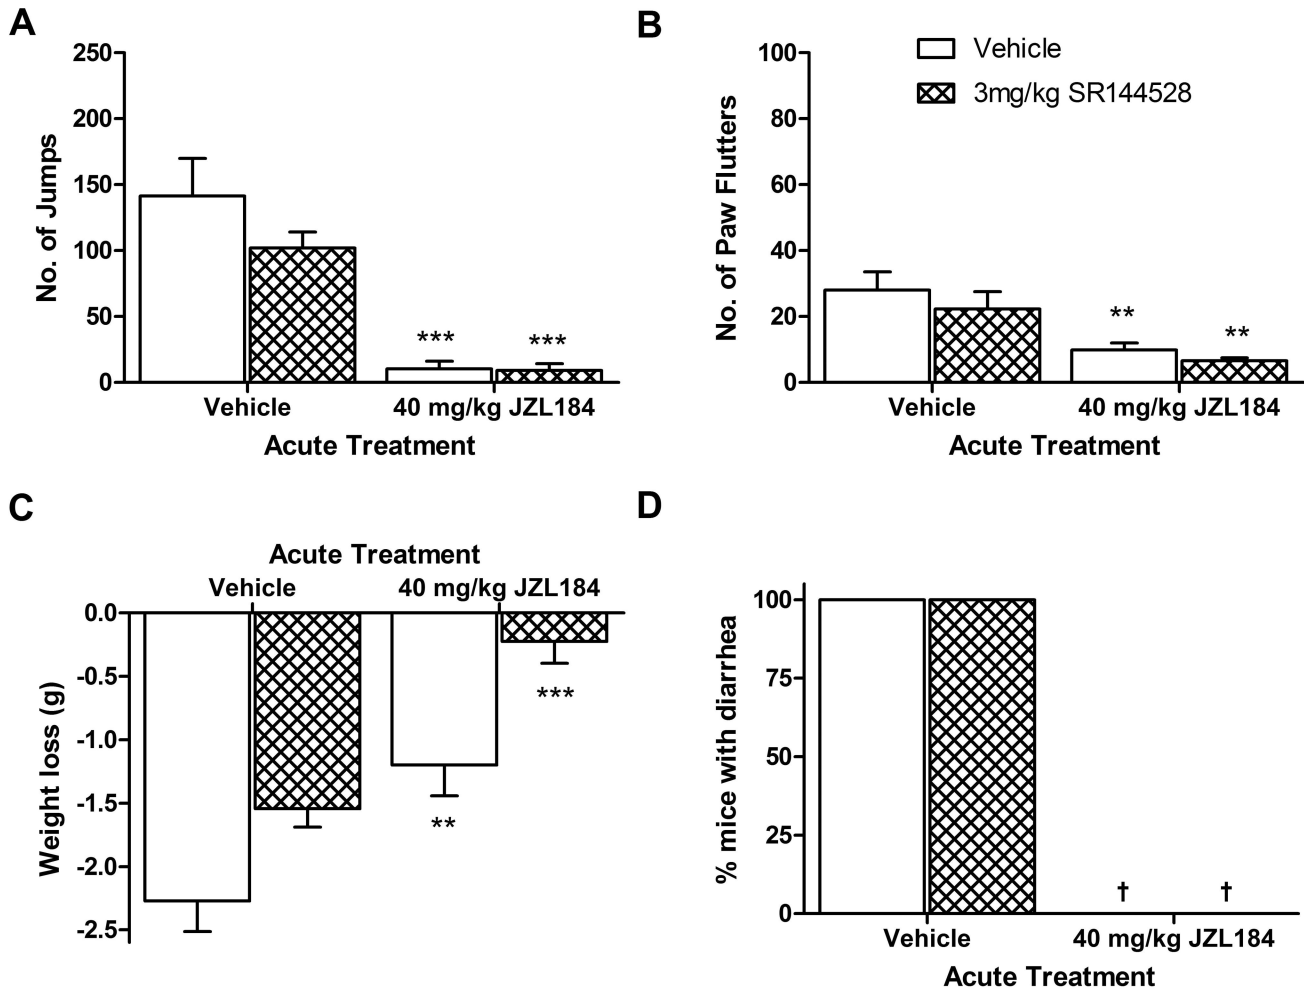 A
250
200
150
100
50
0
No. of Jumps
***
***
Vehicle
40 mg/kg JZL184
Acute Treatment
B
Vehicle
3mg/kg SR144528
100
80
60
40
20
0
No. of Paw Flutters
**
**
Vehicle
40 mg/kg JZL184
Acute Treatment
C
Acute Treatment
Vehicle
40 mg/kg JZL184
0.0
-0.5
-1.0
-1.5
-2.0
-2.5
Weight loss (g)
**
***
D
100
75
50
25
0
% mice with diarrhea
†
†
Vehicle
40 mg/kg JZL184
Acute Treatment